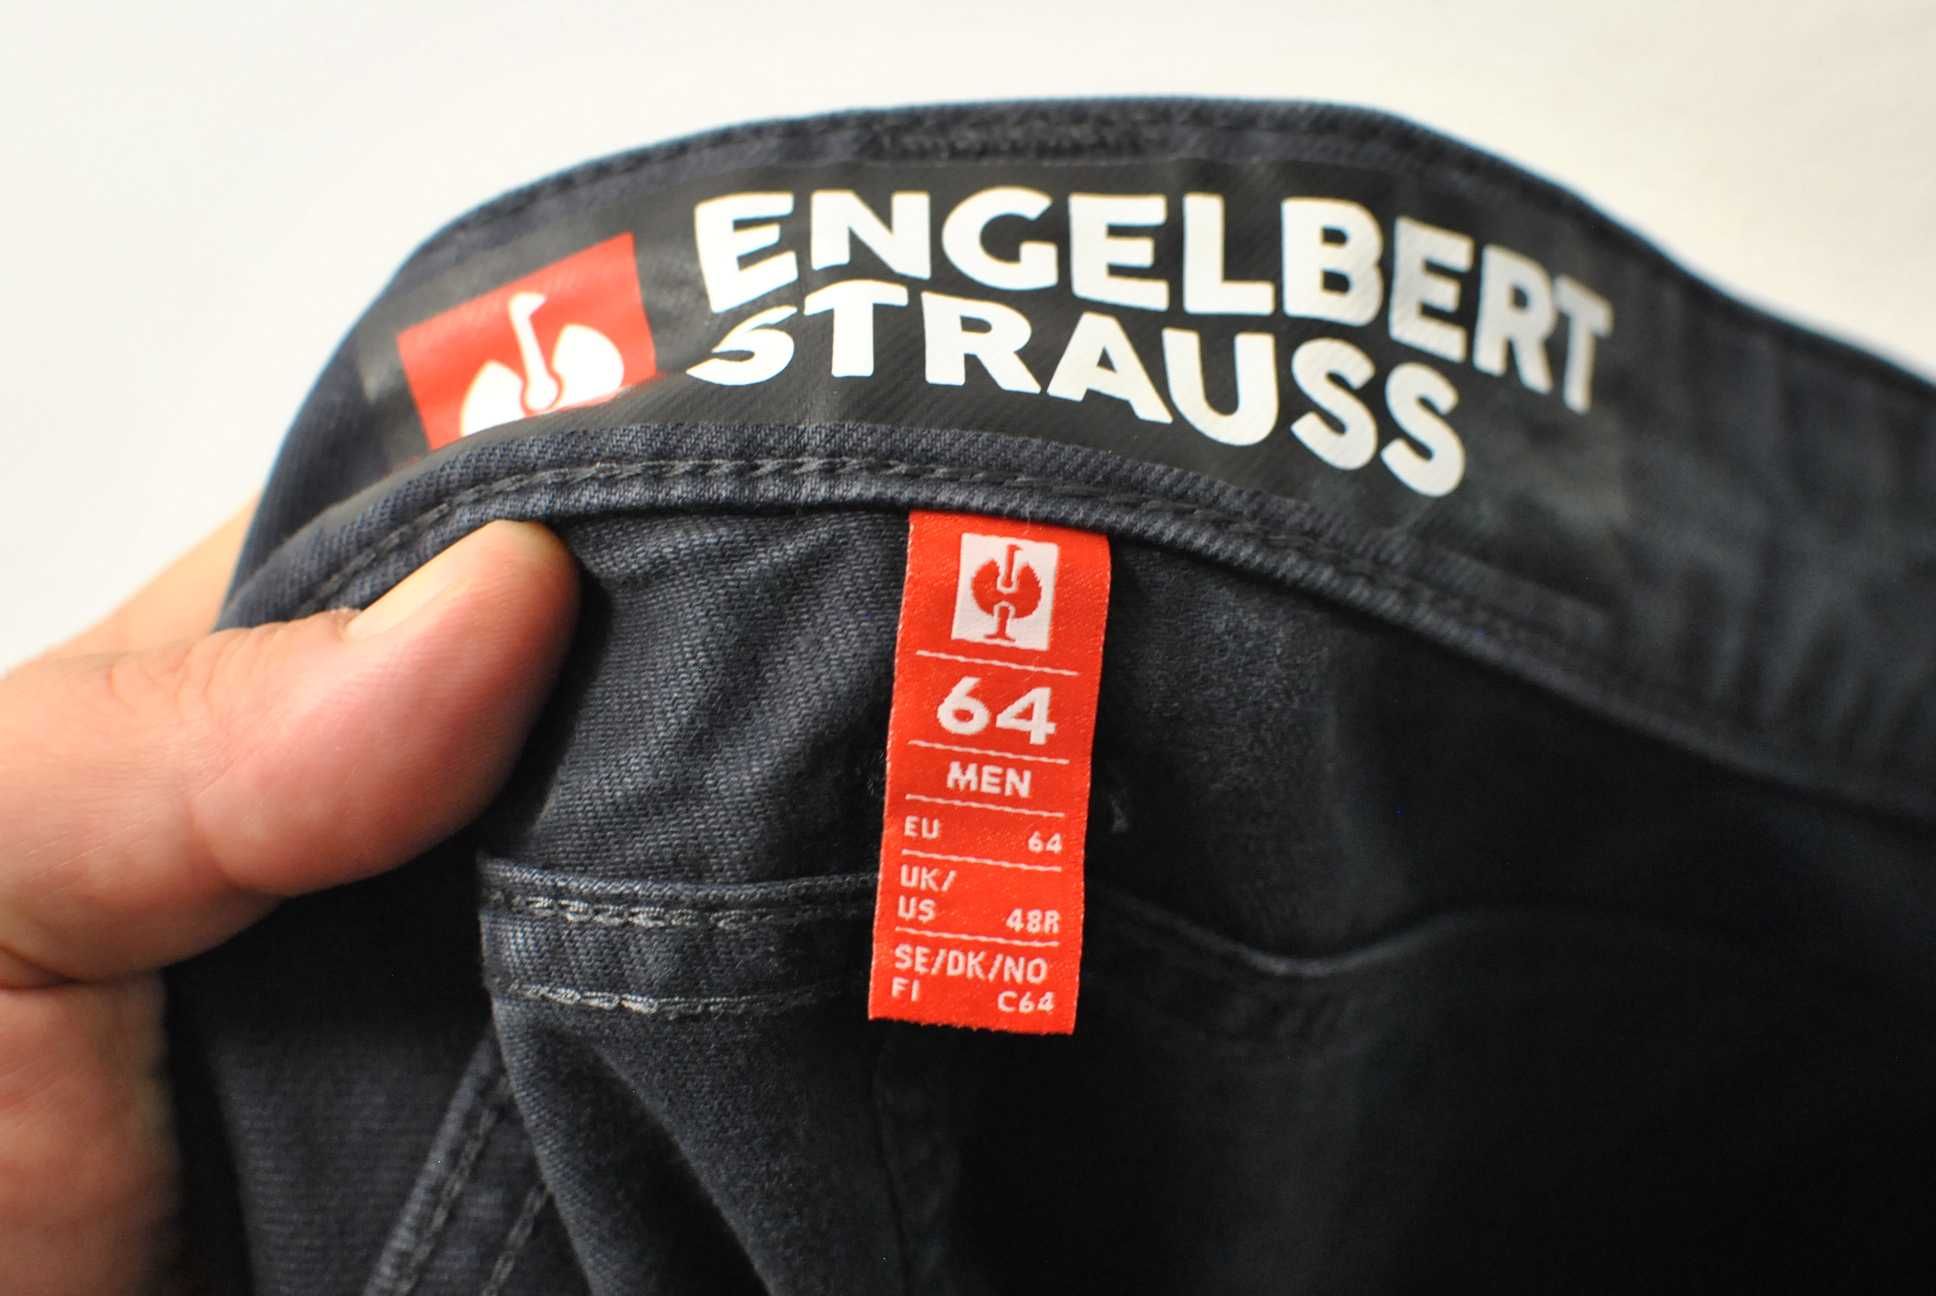 ENGELBERT
STRAUSS
64
MEN
EU 64
UK/
US 48R
SE/DK/NO
FI C64